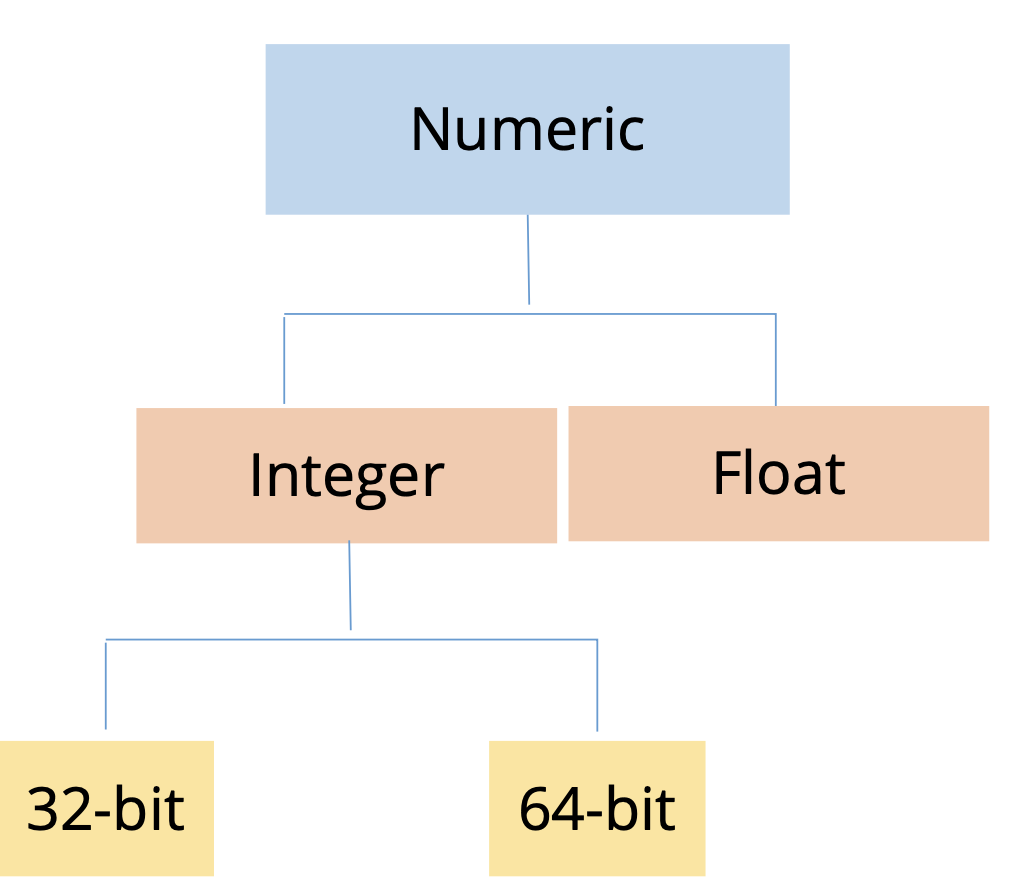 Numeric
Integer
Float
32-bit
64-bit